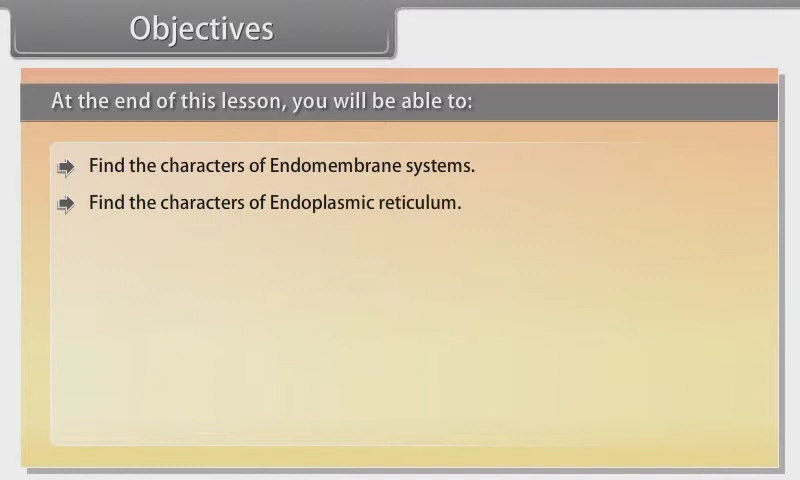 Objectives
At the end of this lesson, you will be able to:
Find the characters of Endomembrane systems.
Find the characters of Endoplasmic reticulum.